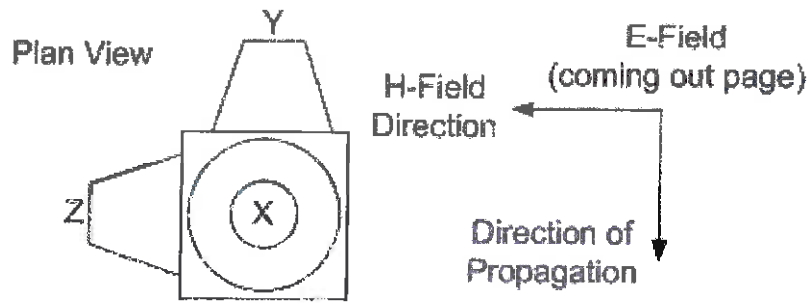 Plan View
Y
Z
X
H-Field
Direction
E-Field
(coming out page)
Direction of
Propagation